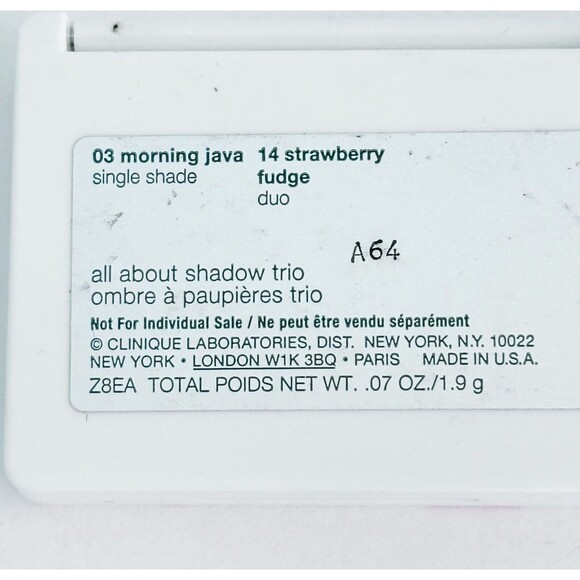 03 morning java 14 strawberry
single shade fudge
duo
A64
all about shadow trio
ombre à paupières trio
Not For Individual Sale / Ne peut être vendu séparément
© CLINIQUE LABORATORIES, DIST. NEW YORK, N.Y. 10022
NEW YORK • LONDON W1K 3BQ • PARIS MADE IN U.S.A.
Z8EA TOTAL POIDS NET WT. .07 OZ./1.9 g